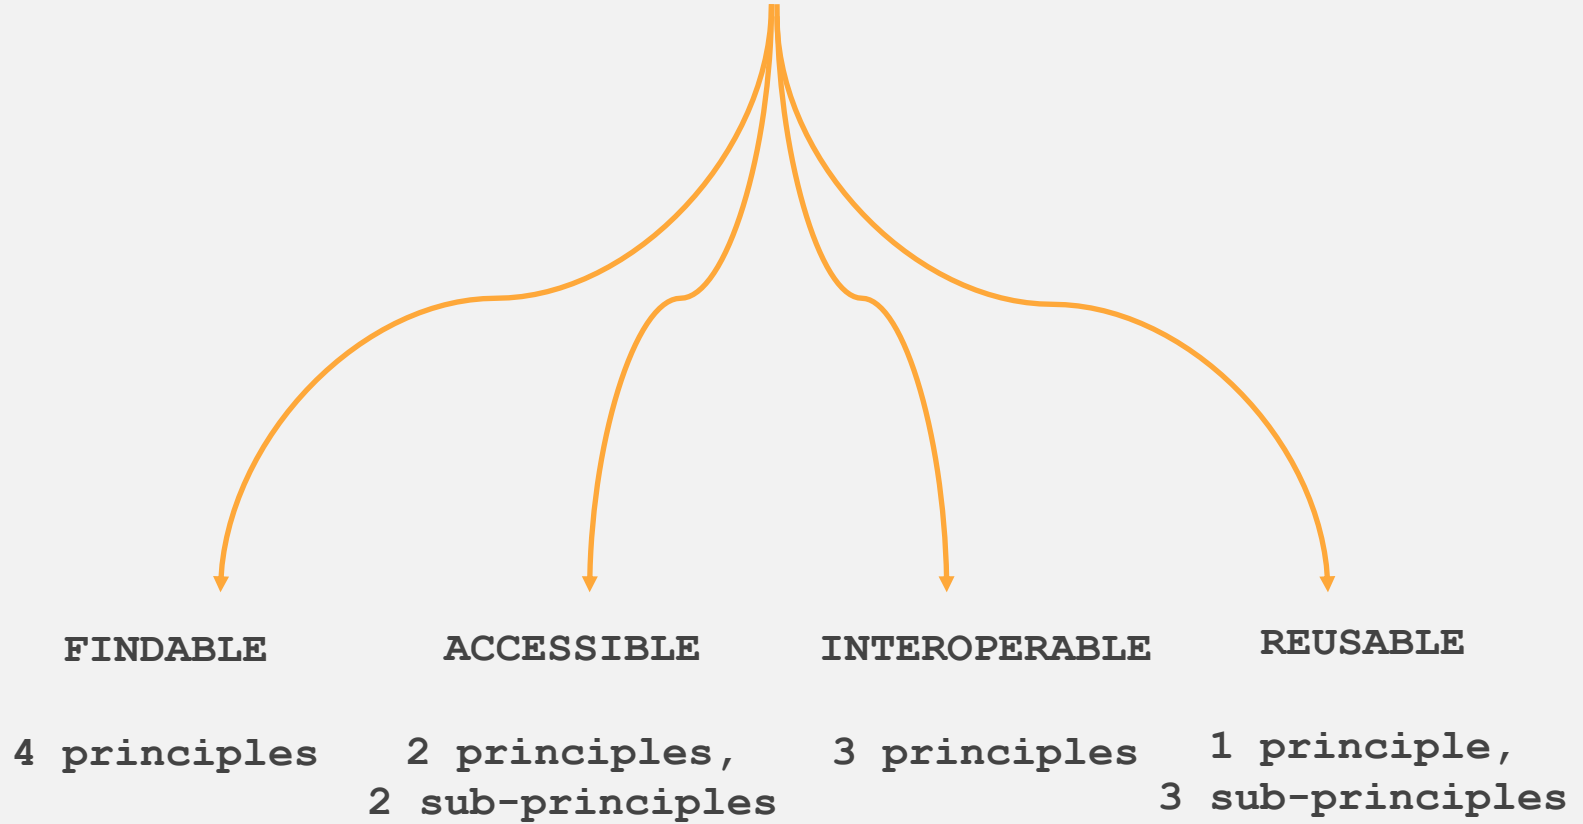 FINDABLE
ACCESSIBLE
INTEROPERABLE
REUSABLE
4 principles
2 principles,
2 sub-principles
3 principles
1 principle,
3 sub-principles